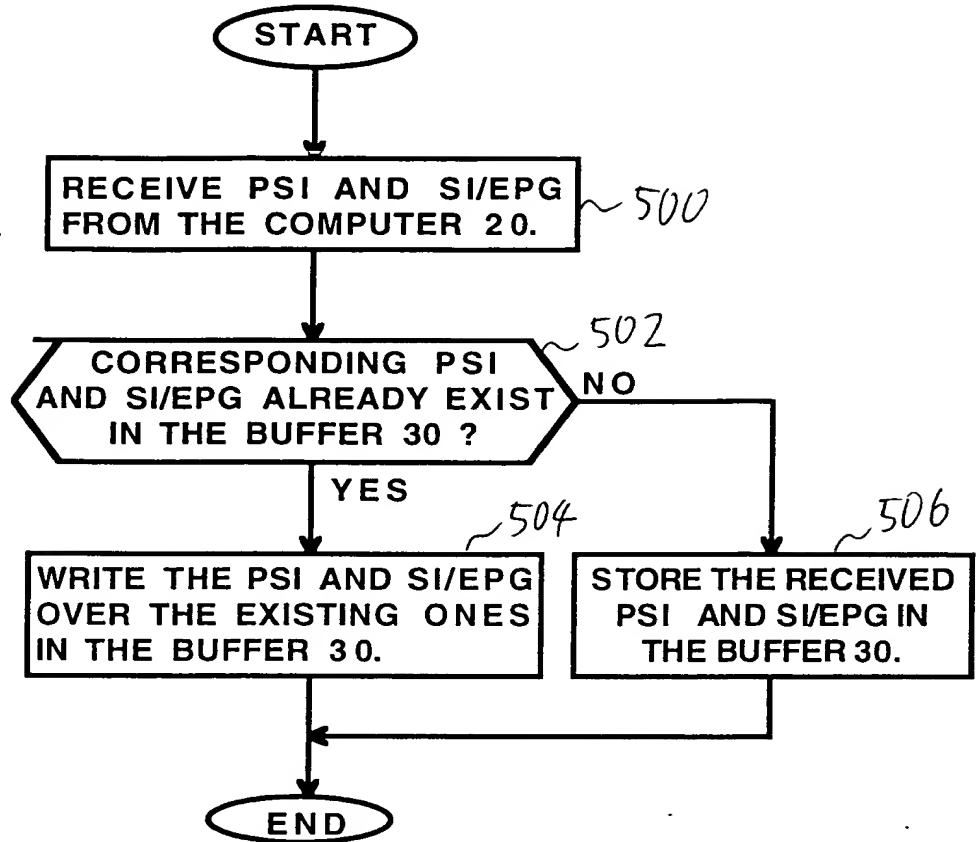 START
RECEIVE PSI AND SI/EPG
FROM THE COMPUTER 20.
500
CORRESPONDING PSI
AND SI/EPG ALREADY EXIST
IN THE BUFFER 30 ?
502
NO
YES
WRITE THE PSI AND SI/EPG
OVER THE EXISTING ONES
IN THE BUFFER 30.
504
STORE THE RECEIVED
PSI AND SI/EPG IN
THE BUFFER 30.
506
END